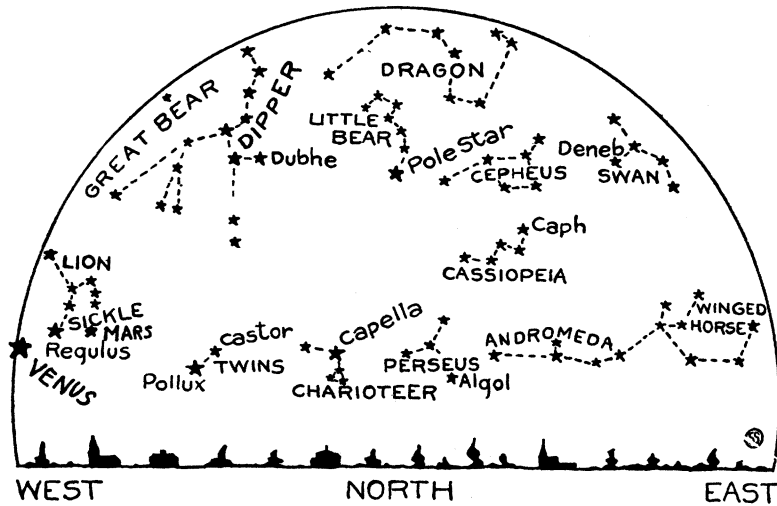 DRAGON
GREAT BEAR
DIPPER
LITTLE
BEAR
Dubhe
Pole Star
CEPHEUS
Deneb
SWAN
Caph
CASSIOPEIA
LION
SICKLE
MARS
Regulus
VENUS
Castor
TWINS
Pollux
Capella
CHARIOTEER
PERSEUS
Algol
ANDROMEDA
WINGED
HORSE
WEST NORTH EAST